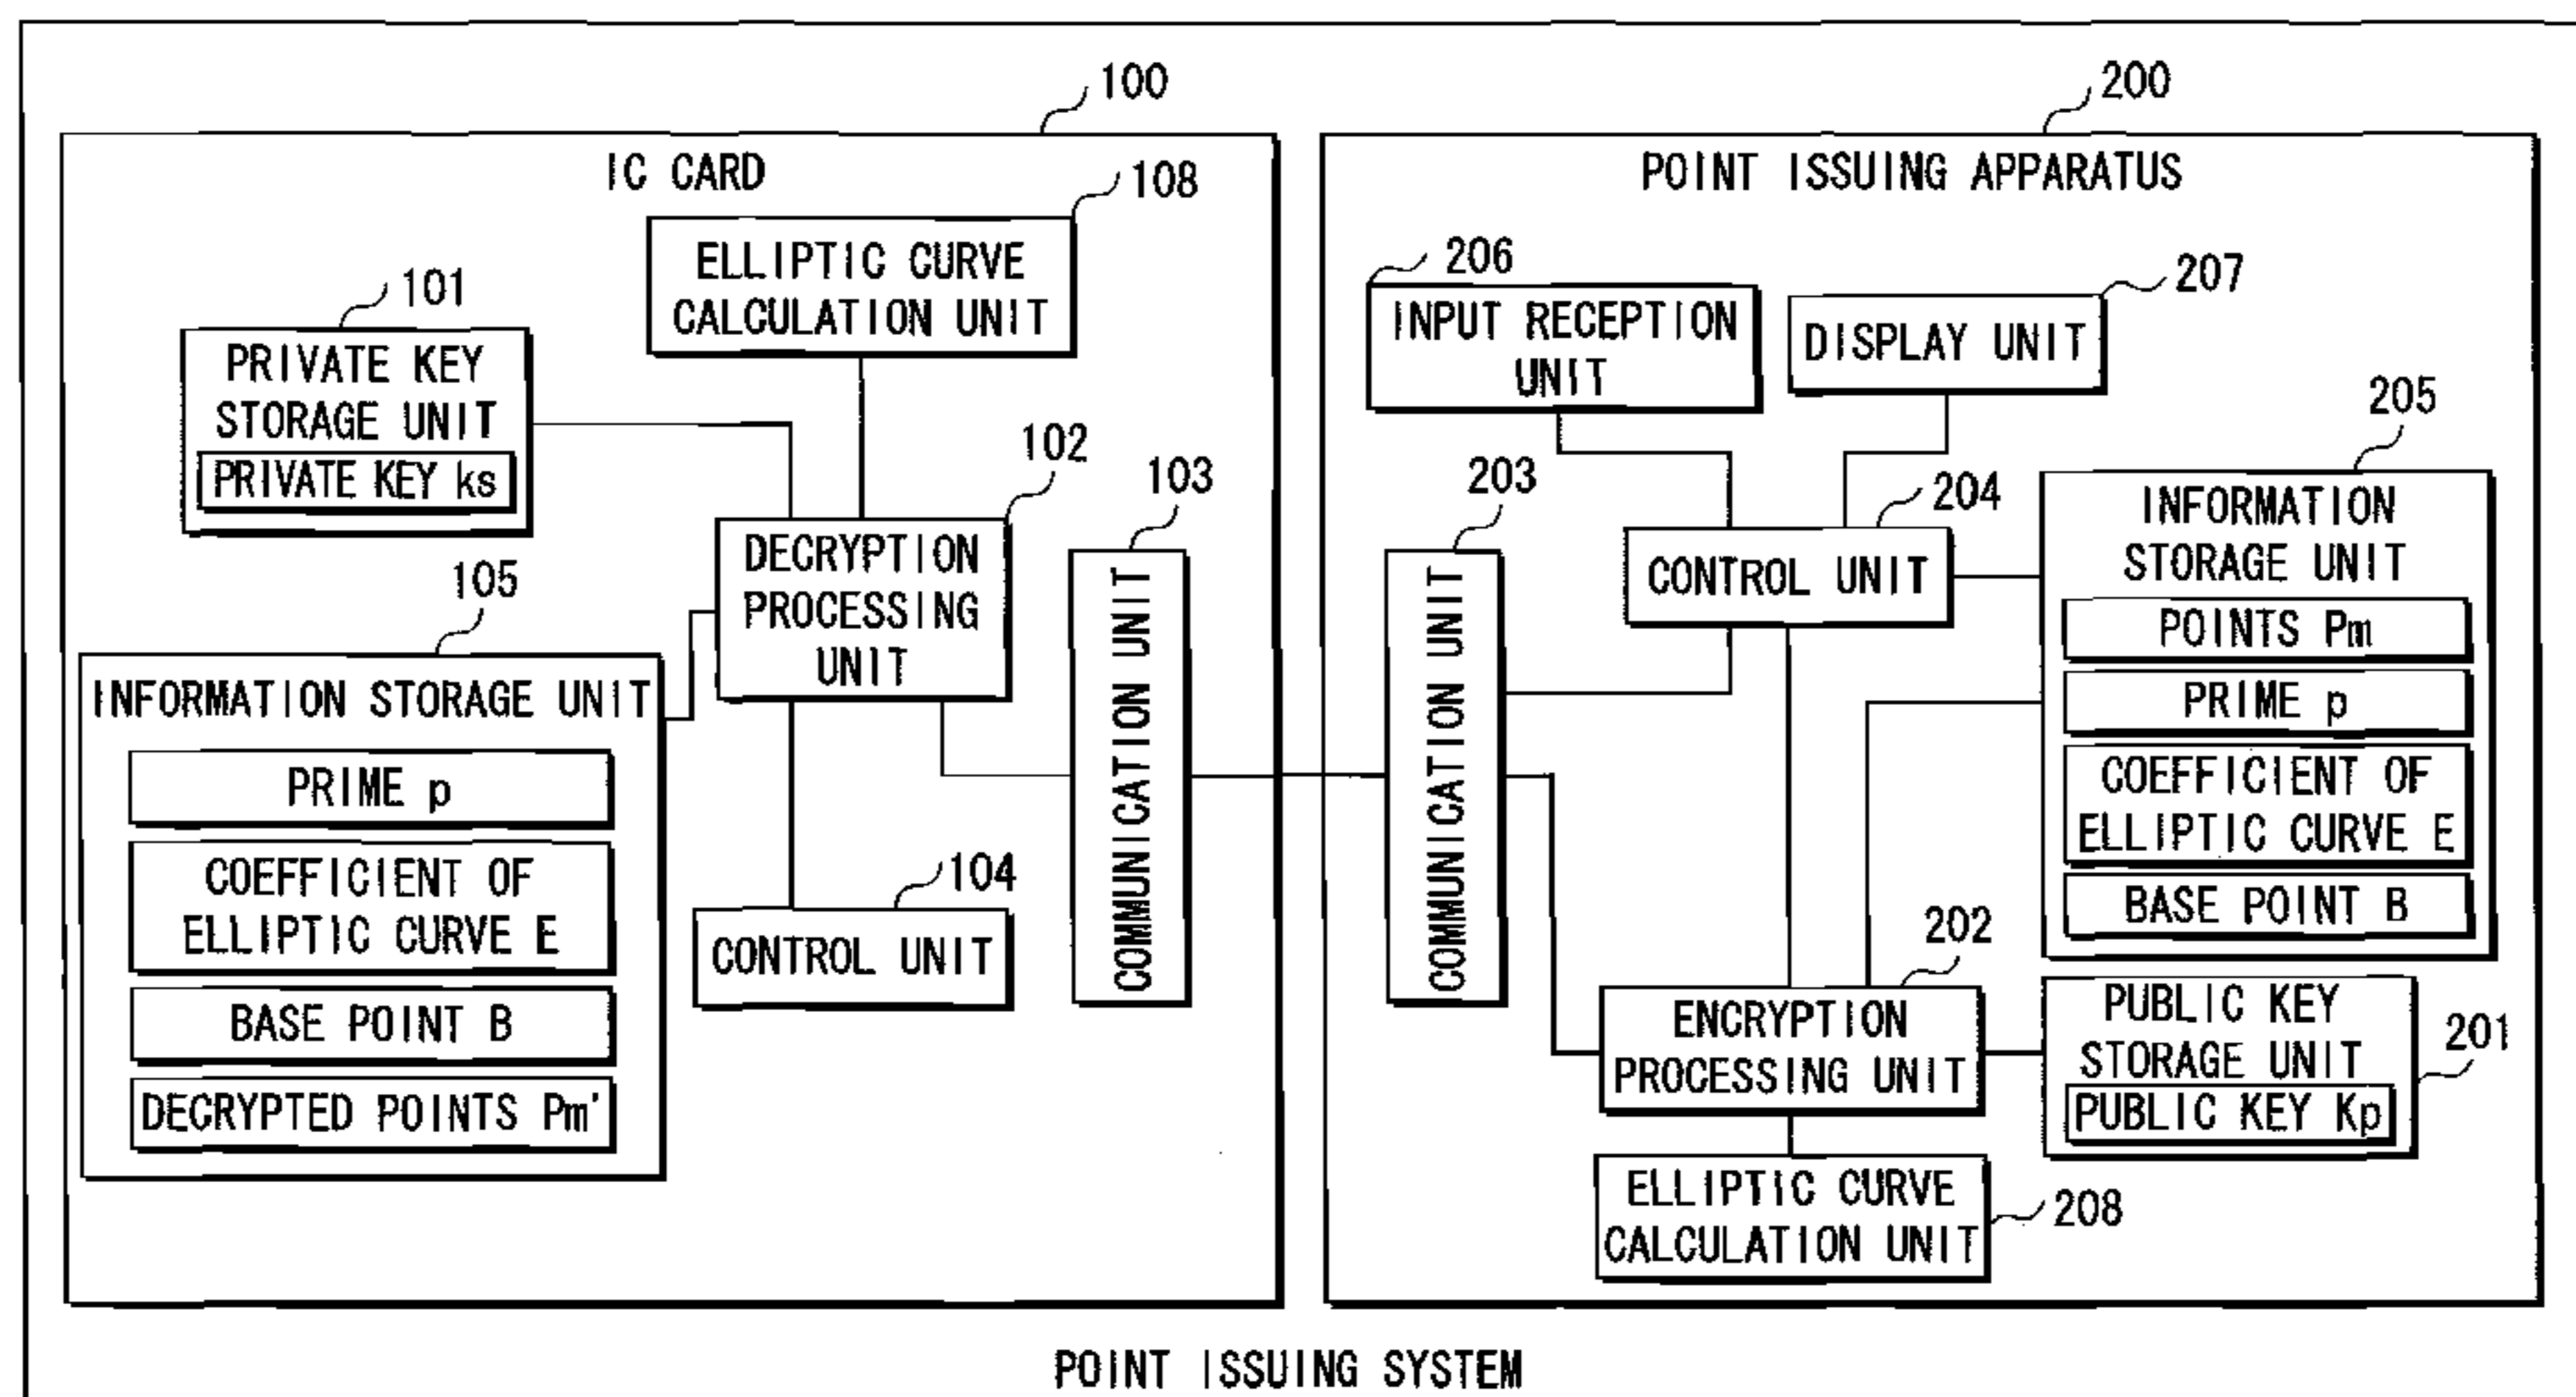 100
IC CARD
108
ELLIPTIC CURVE
CALCULATION UNIT
101
PRIVATE KEY
STORAGE UNIT
PRIVATE KEY ks
102
DECRYPTION
PROCESSING
UNIT
103
COMMUNICATION UNIT
105
INFORMATION STORAGE UNIT
PRIME p
COEFFICIENT OF
ELLIPTIC CURVE E
BASE POINT B
DECRYPTED POINTS Pm'
104
CONTROL UNIT
200
POINT ISSUING APPARATUS
206
INPUT RECEPTION
UNIT
207
DISPLAY UNIT
203
COMMUNICATION UNIT
204
CONTROL UNIT
205
INFORMATION
STORAGE UNIT
POINTS Pm
PRIME p
COEFFICIENT OF
ELLIPTIC CURVE E
BASE POINT B
202
ENCRYPTION
PROCESSING UNIT
PUBLIC KEY
STORAGE UNIT
PUBLIC KEY Kp
201
ELLIPTIC CURVE
CALCULATION UNIT
208
POINT ISSUING SYSTEM